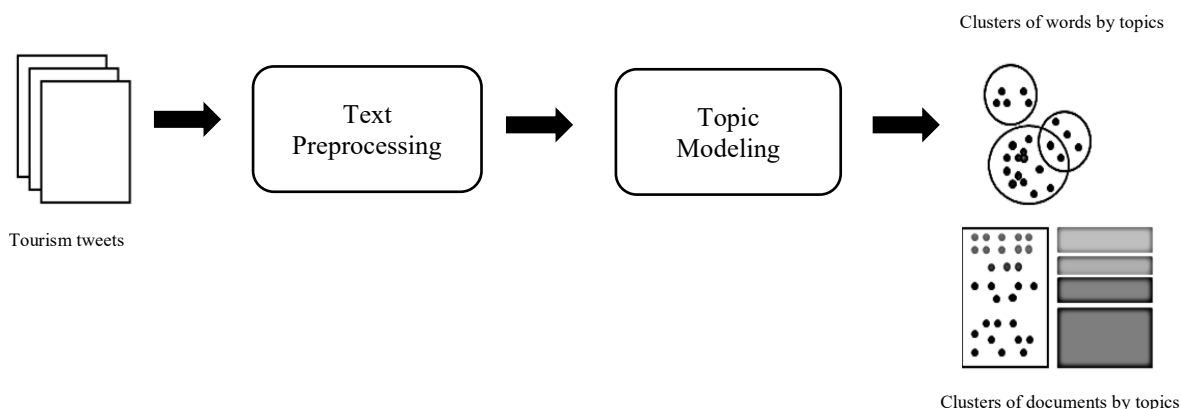 Clusters of words by topics
Text
Preprocessing
Topic
Modeling
Tourism tweets
Clusters of documents by topics